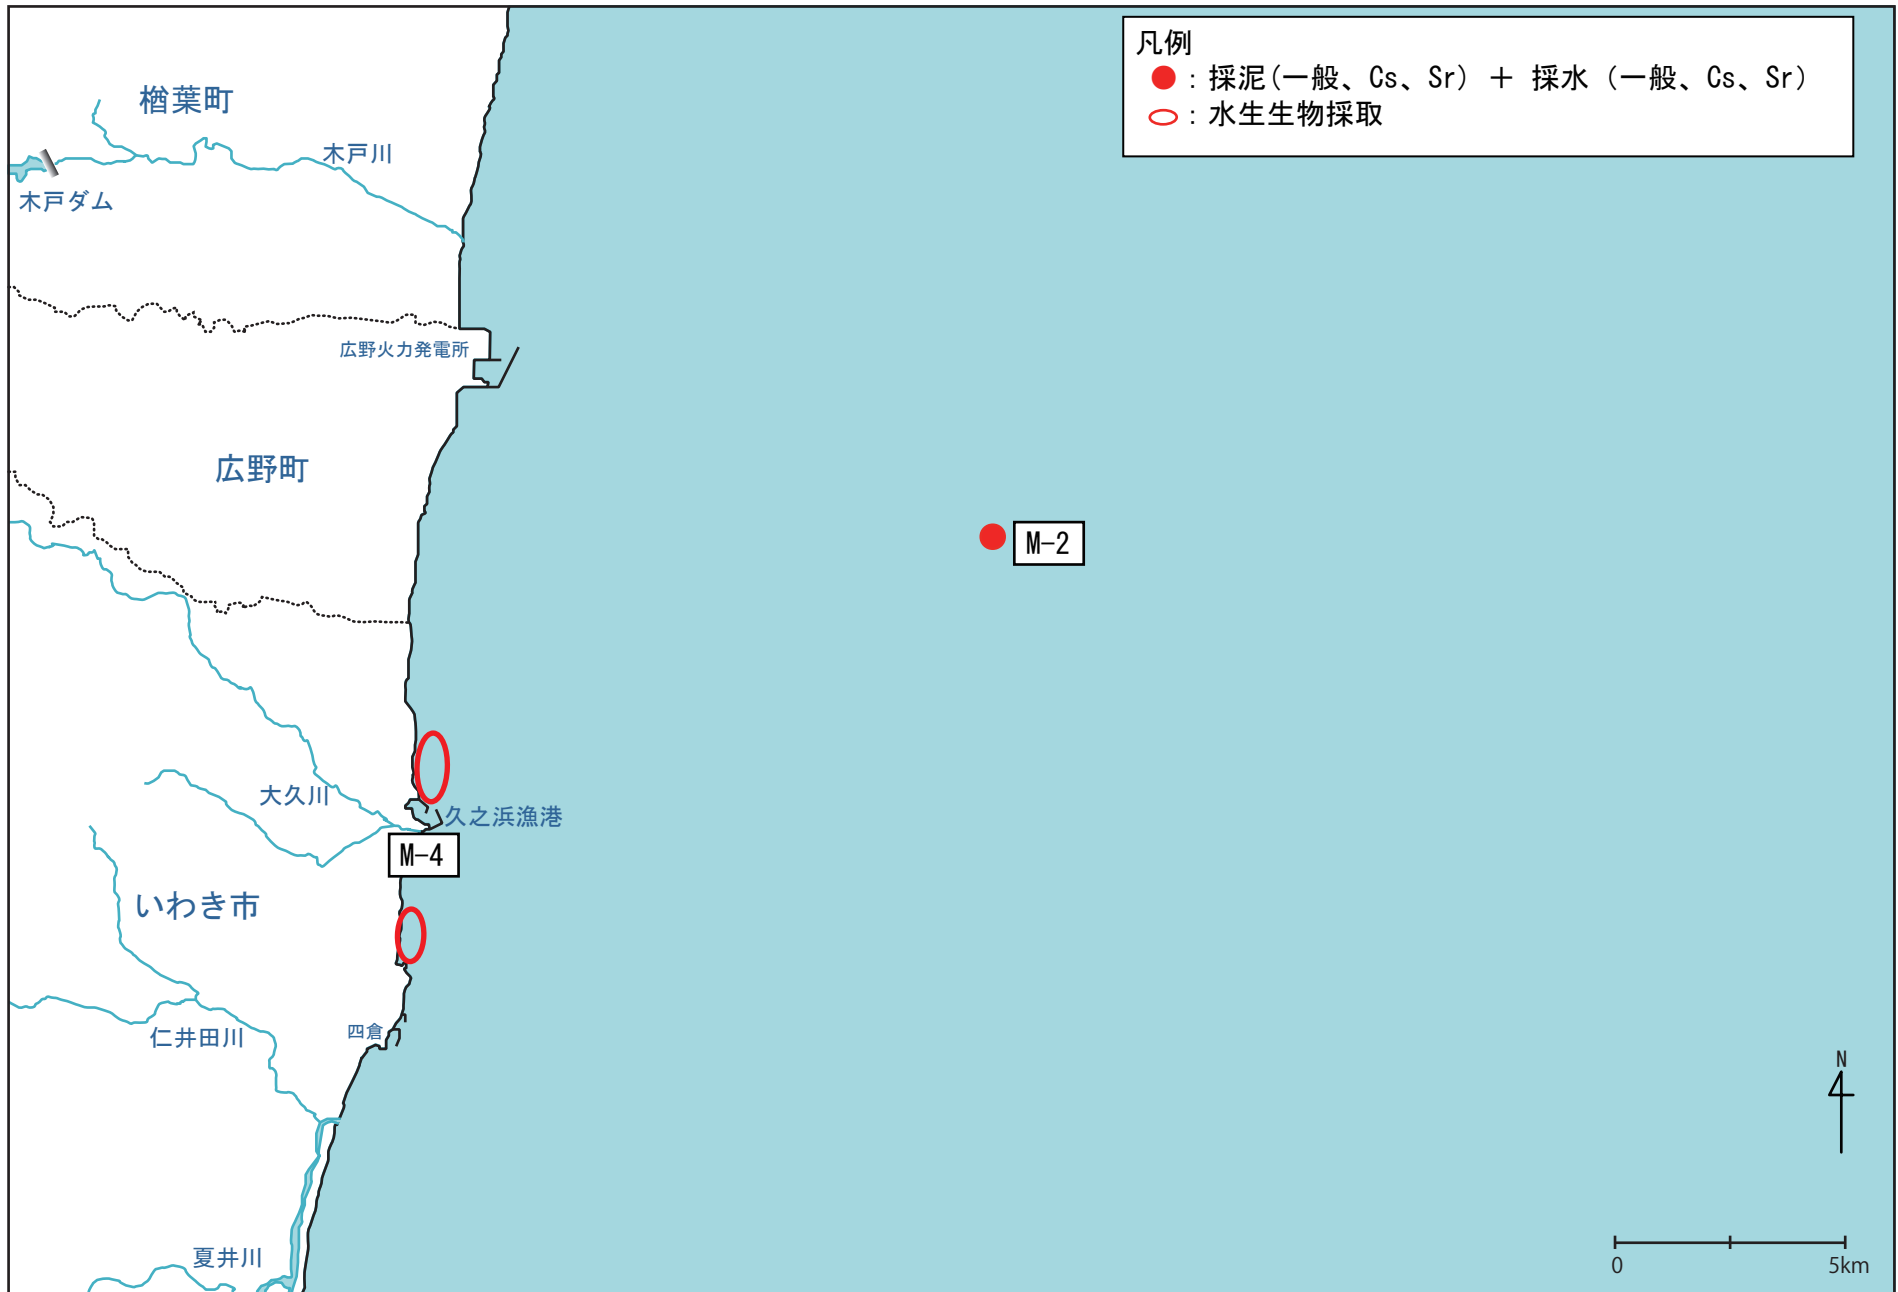 凡例
：採泥(一般、Cs、Sr) ＋ 採水 (一般、Cs、Sr)
：水生生物採取
楢葉町
木戸川
木戸ダム
広野火力発電所
広野町
M-2
大久川
久之浜漁港
M-4
いわき市
仁井田川
四倉
N
夏井川
0
5km